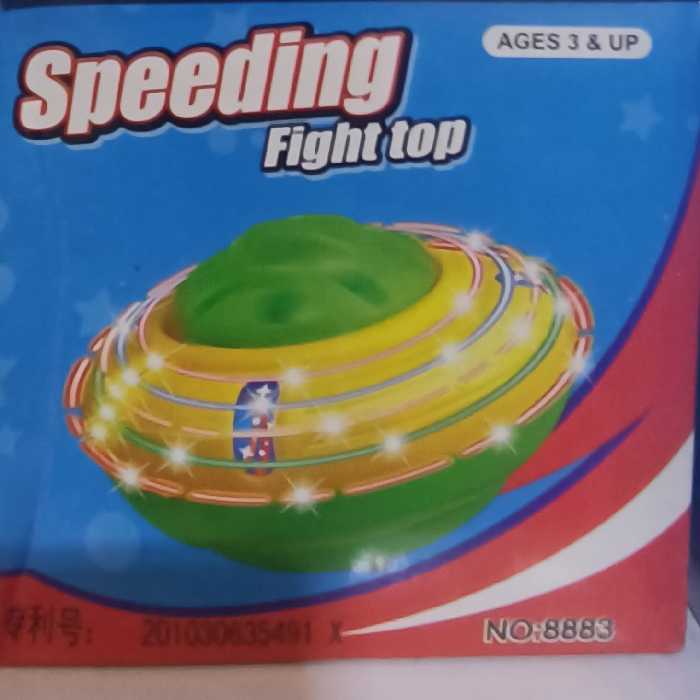 AGES 3 & UP
Speeding
Fight top
专利号: 201030635491 X
NO:8883